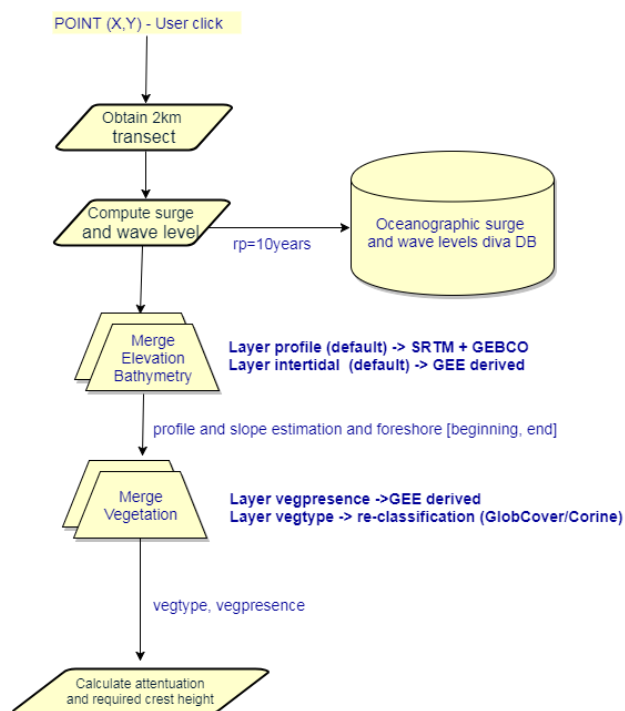 POINT (X,Y) - User click
Obtain 2km
transect
Compute surge
and wave level
rp=10years
Oceanographic surge
and wave levels diva DB
Merge
Elevation
Bathymetry
Layer profile (default) -> SRTM + GEBCO
Layer intertidal (default) -> GEE derived
profile and slope estimation and foreshore [beginning, end]
Merge
Vegetation
Layer vegpresence ->GEE derived
Layer vegtype -> re-classification (GlobCover/Corine)
vegtype, vegpresence
Calculate attentuation
and required crest height